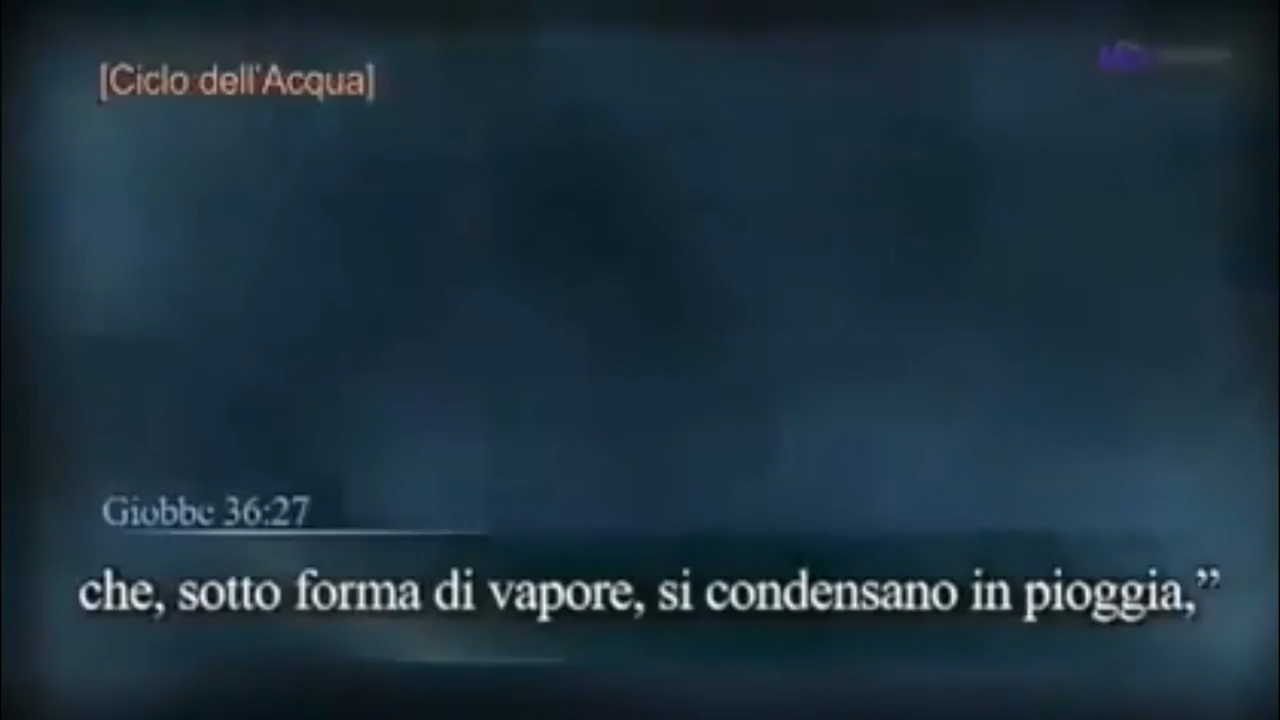 [Ciclo dell'Acqua]
Giobbe 36:27
che, sotto forma di vapore, si condensano in pioggia,”